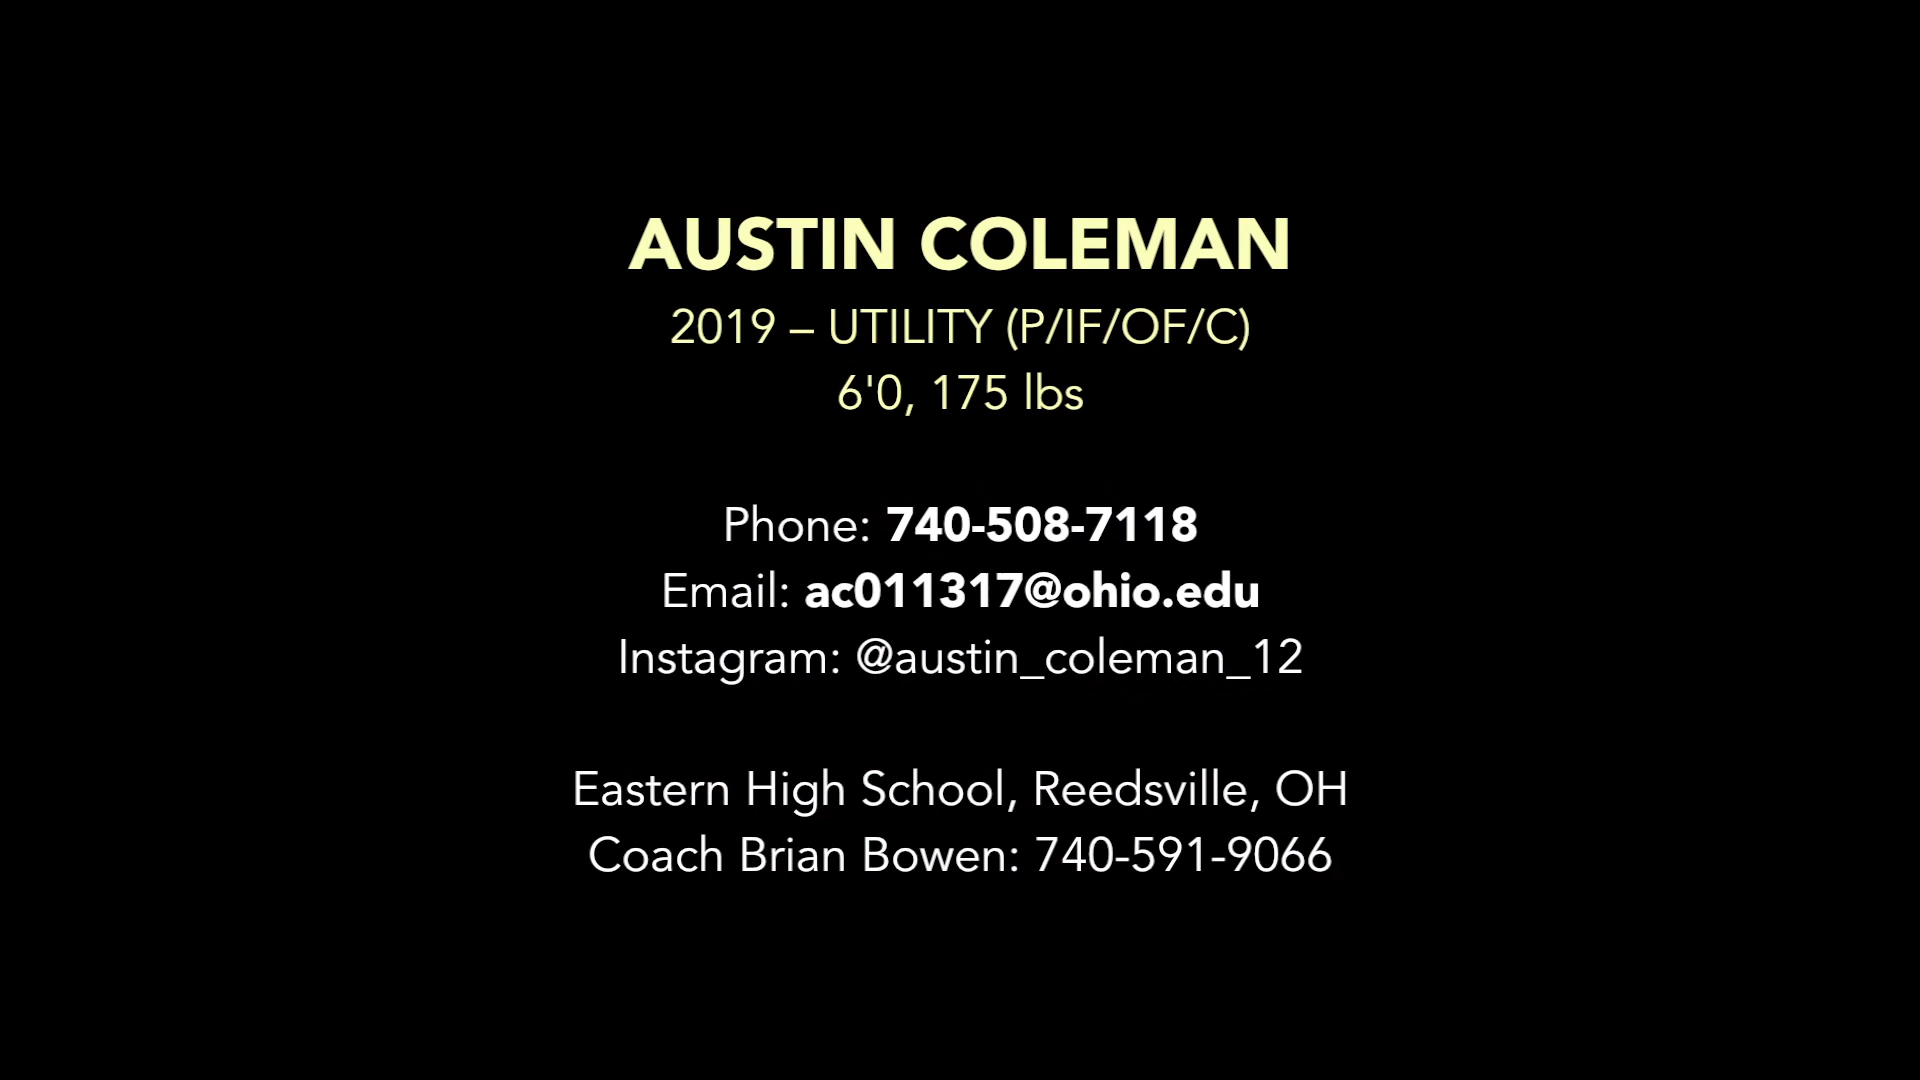 AUSTIN COLEMAN
2019 – UTILITY (P/IF/OF/C)
6'0, 175 lbs
Phone: 740-508-7118
Email: ac011317@ohio.edu
Instagram: @austin_coleman_12
Eastern High School, Reedsville, OH
Coach Brian Bowen: 740-591-9066